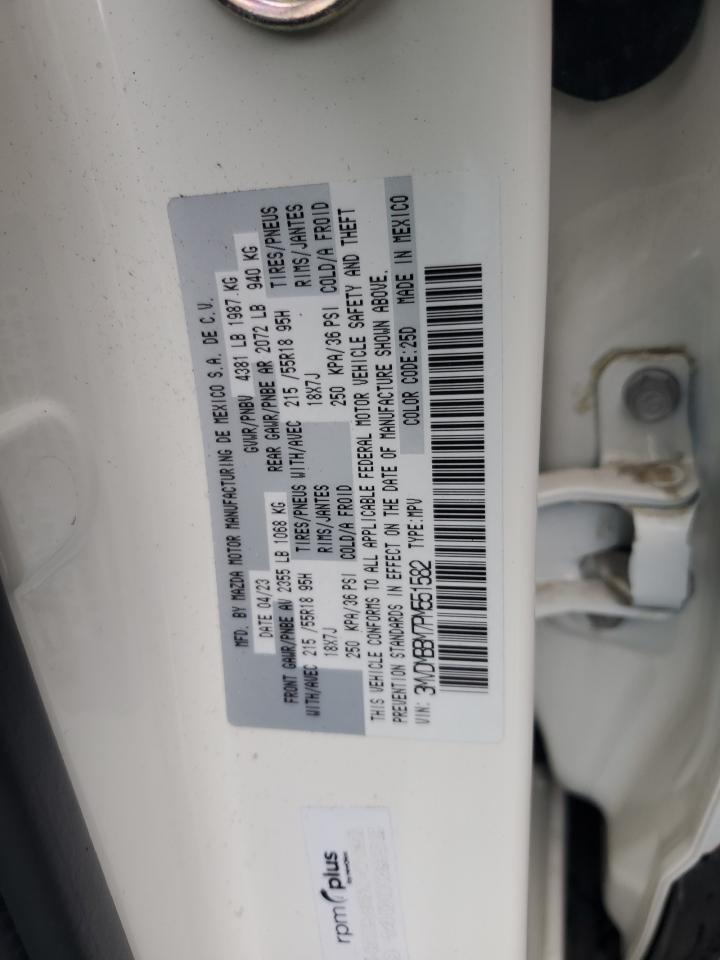 MFD. BY MAZDA MOTOR MANUFACTURING DE MEXICO S.A. DE C.V.
DATE 04/23 GVWR/PNBV 4381 LB 1987 KG
FRONT GAWR/PNBE AV 2355 LB 1068 KG REAR GAWR/PNBE AR 2072 LB 940 KG
WITH/AVEC 215 /55R18 95H TIRES/PNEUS WITH/AVEC 215 /55R18 95H TIRES/PNEUS
18X7J RIMS/JANTES 18X7J RIMS/JANTES
250 KPA/36 PSI COLD/A FROID 250 KPA/36 PSI COLD/A FROID
THIS VEHICLE CONFORMS TO ALL APPLICABLE FEDERAL MOTOR VEHICLE SAFETY AND THEFT
PREVENTION STANDARDS IN EFFECT ON THE DATE OF MANUFACTURE SHOWN ABOVE.
VIN: 3MVDMBBM7PM551582 TYPE:MPV COLOR CODE:25D MADE IN MEXICO
rpm plus